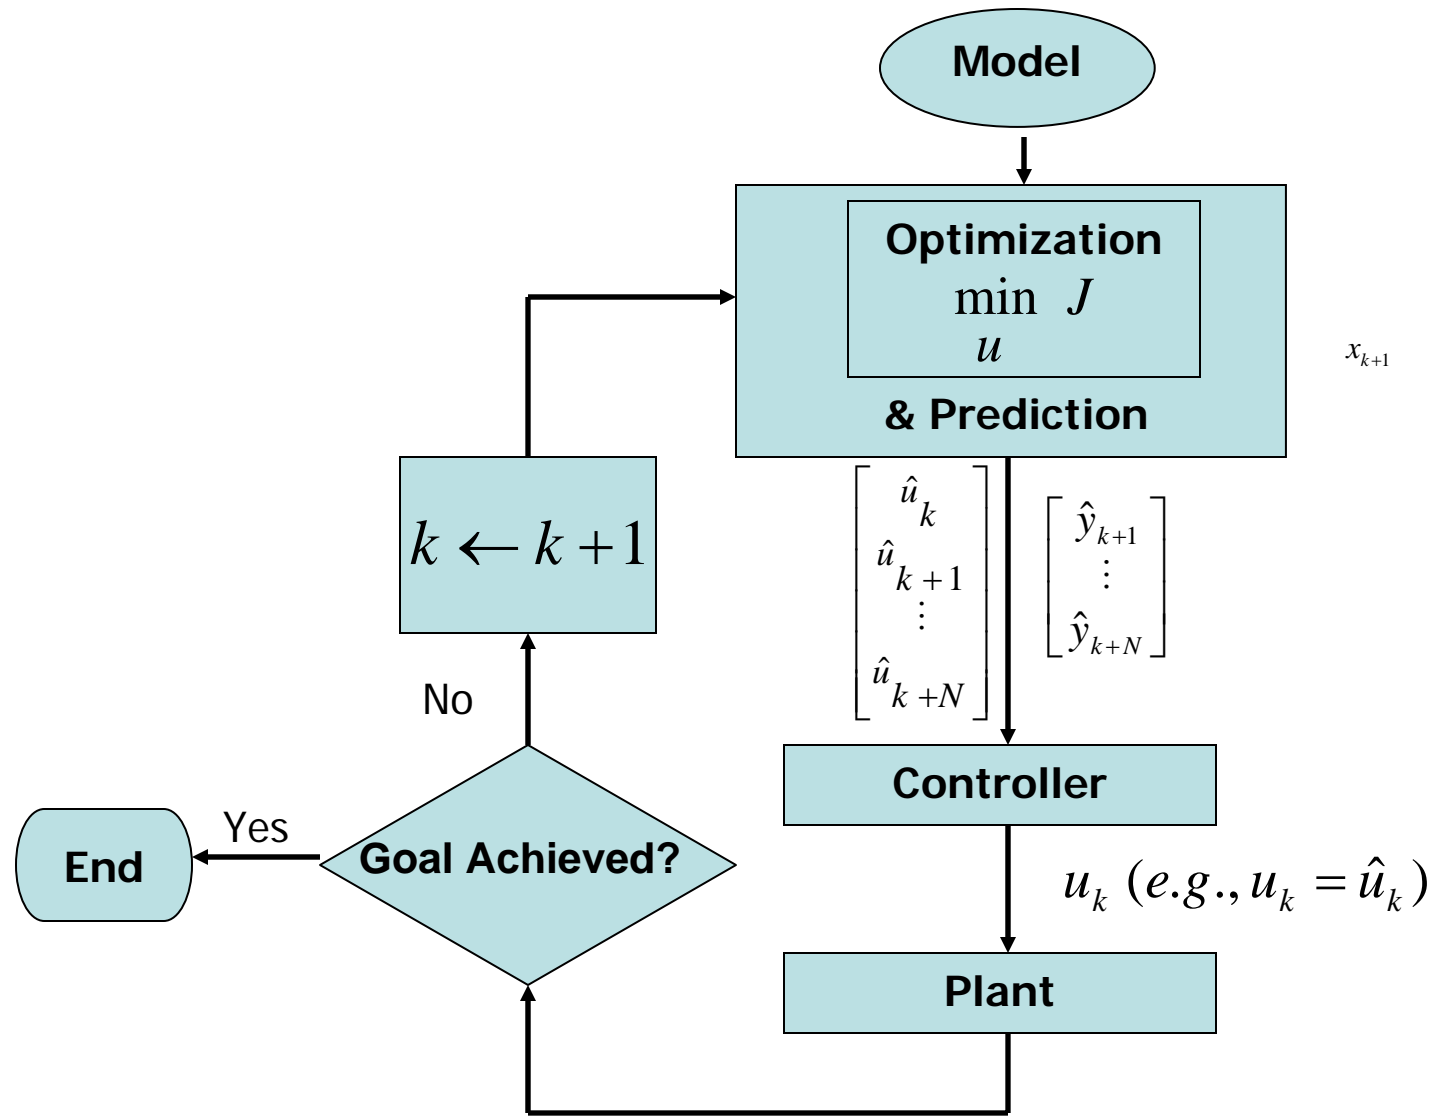 Model
Optimization
min J
u
& Prediction
x_{k+1}
û_k
û_{k+1}
⋮
û_{k+N}
ŷ_{k+1}
⋮
ŷ_{k+N}
k ← k + 1
No
Controller
Yes
Goal Achieved?
End
u_k (e.g., u_k = û_k)
Plant